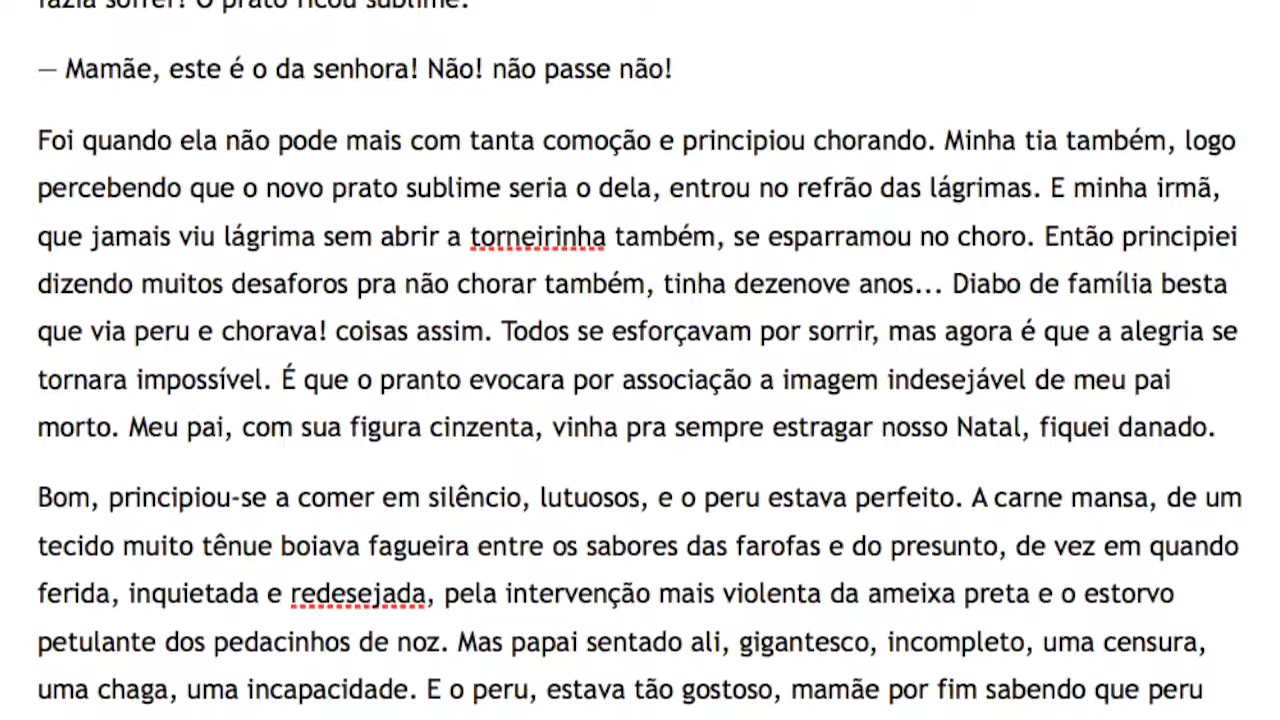 fazia sofrer! O prato ficou sublime.
— Mamãe, este é o da senhora! Não! não passe não!
Foi quando ela não pode mais com tanta comoção e principiou chorando. Minha tia também, logo
percebendo que o novo prato sublime seria o dela, entrou no refrão das lágrimas. E minha irmã,
que jamais viu lágrima sem abrir a torneirinha também, se esparramou no choro. Então principiei
dizendo muitos desaforos pra não chorar também, tinha dezenove anos... Diabo de família besta
que via peru e chorava! coisas assim. Todos se esforçavam por sorrir, mas agora é que a alegria se
tornara impossível. É que o pranto evocara por associação a imagem indesejável de meu pai
morto. Meu pai, com sua figura cinzenta, vinha pra sempre estragar nosso Natal, fiquei danado.
Bom, principiou-se a comer em silêncio, lutuosos, e o peru estava perfeito. A carne mansa, de um
tecido muito tênue boiava fagueira entre os sabores das farofas e do presunto, de vez em quando
ferida, inquietada e redesejada, pela intervenção mais violenta da ameixa preta e o estorvo
petulante dos pedacinhos de noz. Mas papai sentado ali, gigantesco, incompleto, uma censura,
uma chaga, uma incapacidade. E o peru, estava tão gostoso, mamãe por fim sabendo que peru